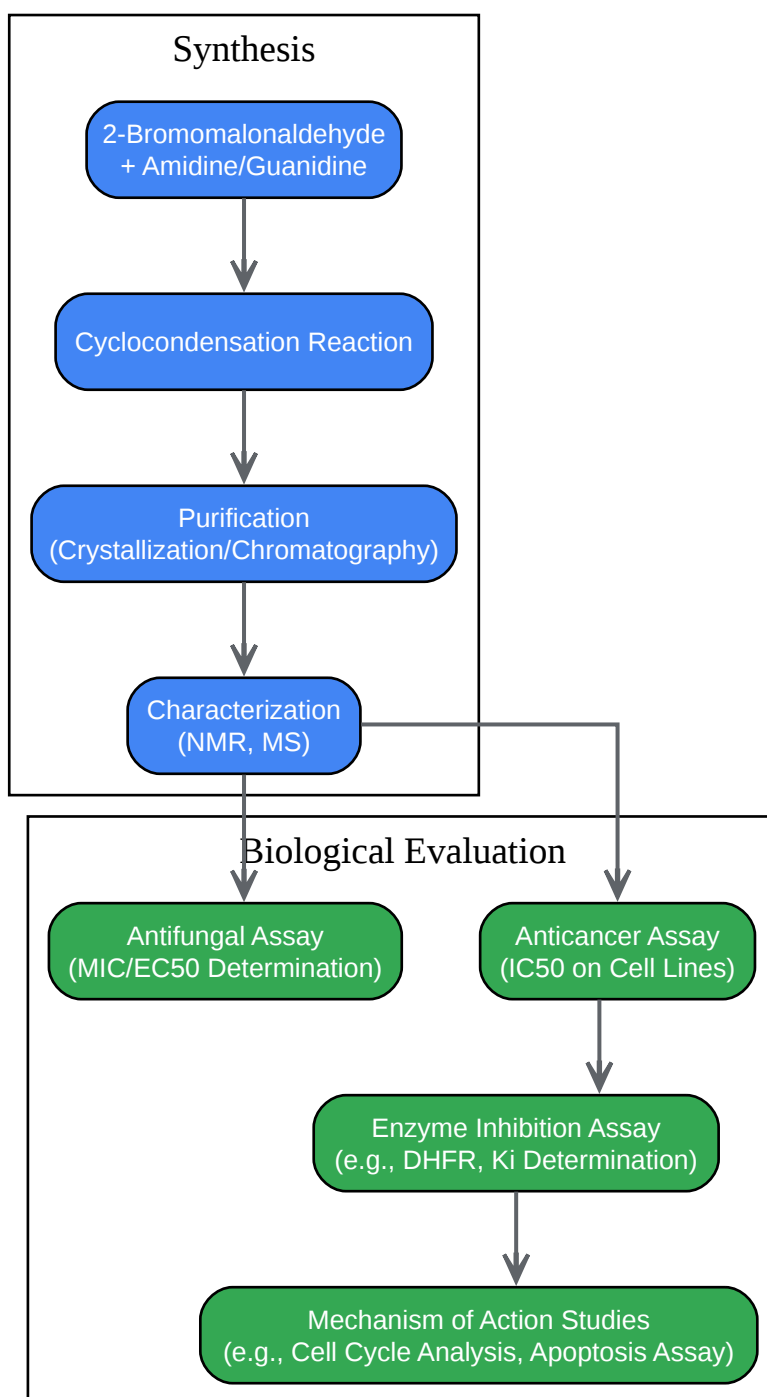 Synthesis
2-Bromomalonaldehyde
+ Amidine/Guanidine
Cyclocondensation Reaction
Purification
(Crystallization/Chromatography)
Characterization
(NMR, MS)
Biological Evaluation
Antifungal Assay
(MIC/EC50 Determination)
Anticancer Assay
(IC50 on Cell Lines)
Enzyme Inhibition Assay
(e.g., DHFR, Ki Determination)
Mechanism of Action Studies
(e.g., Cell Cycle Analysis, Apoptosis Assay)